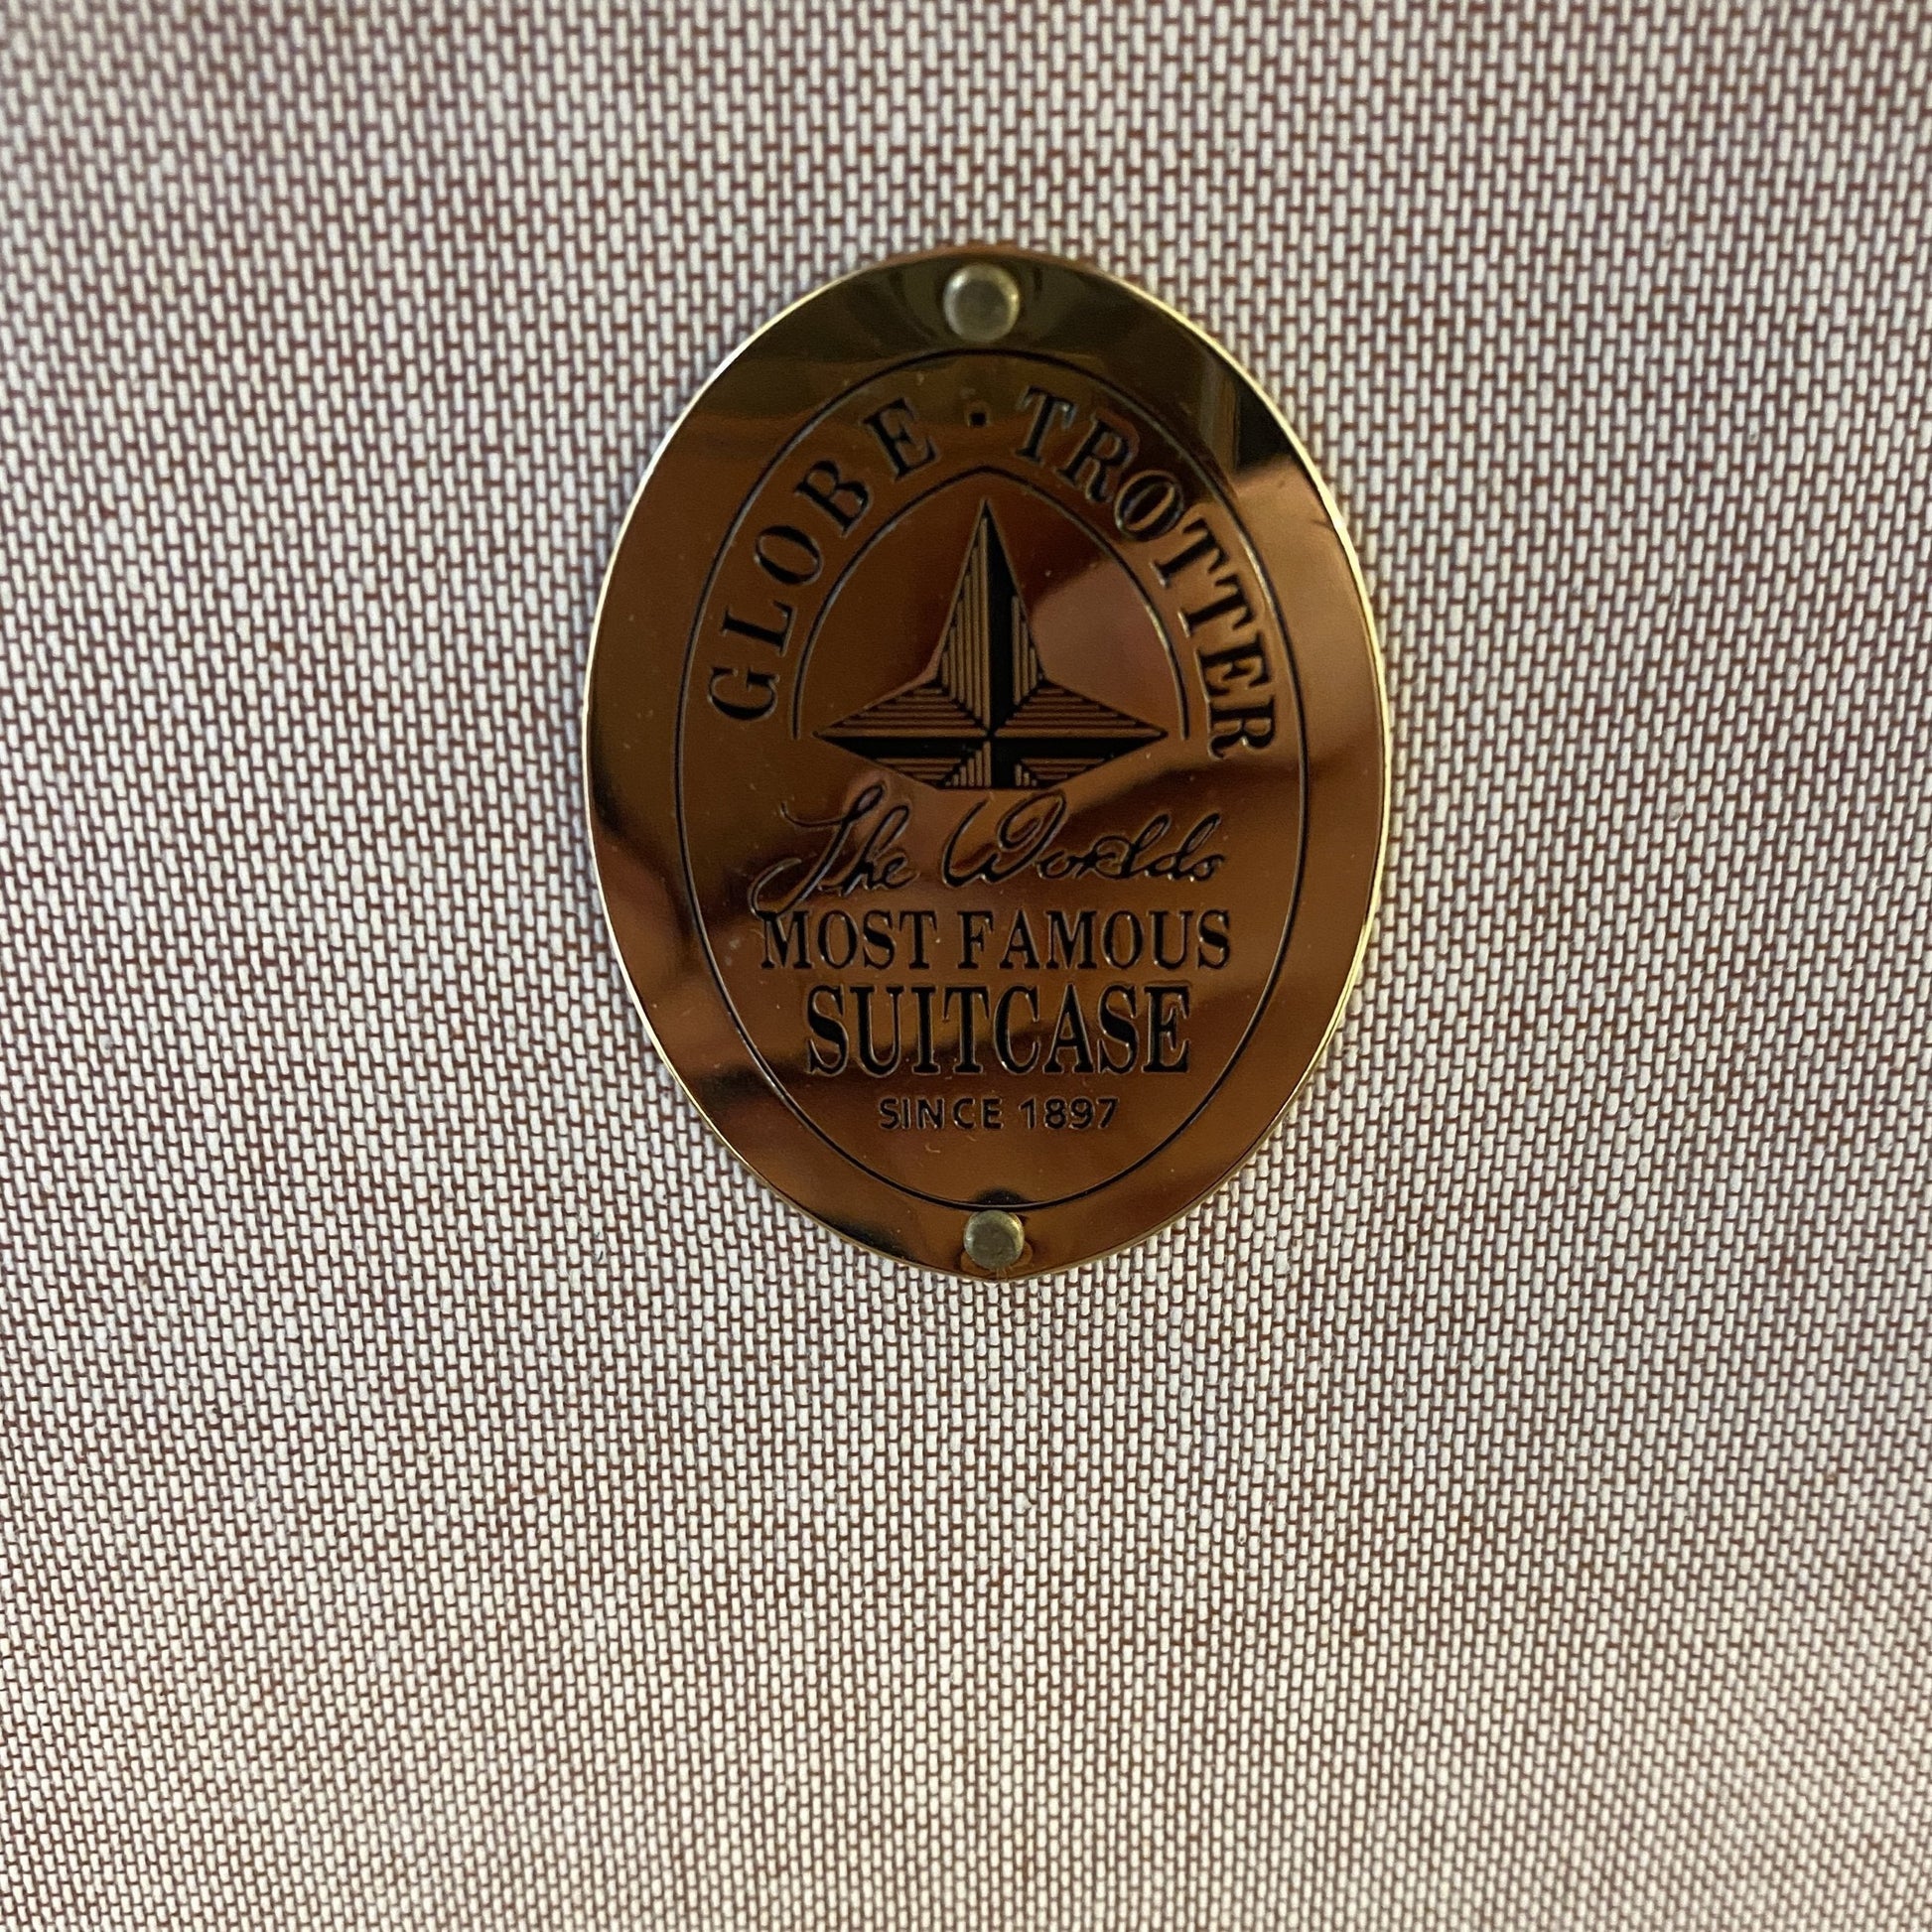 GLOBE · TROTTER
The Worlds
MOST FAMOUS
SUITCASE
SINCE 1897